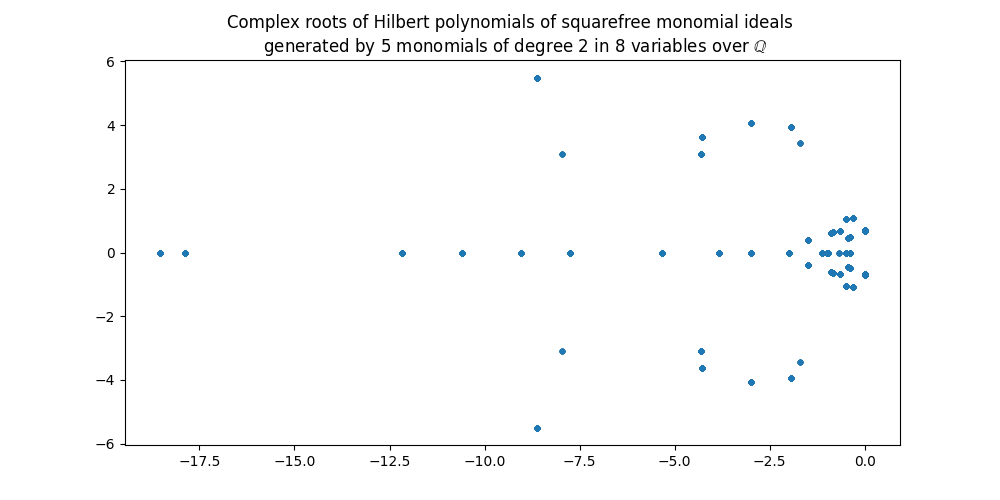 Complex roots of Hilbert polynomials of squarefree monomial ideals
generated by 5 monomials of degree 2 in 8 variables over ℚ
6
4
2
0
−2
−4
−6
−17.5 −15.0 −12.5 −10.0 −7.5 −5.0 −2.5 0.0